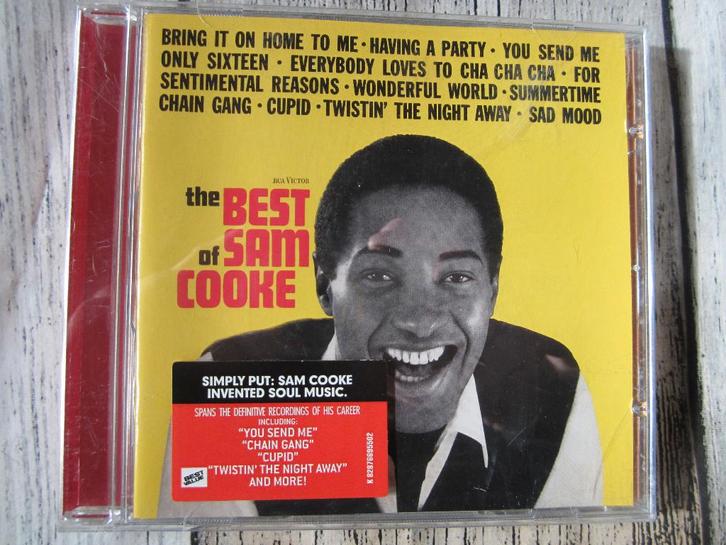 BRING IT ON HOME TO ME · HAVING A PARTY · YOU SEND ME
ONLY SIXTEEN · EVERYBODY LOVES TO CHA CHA CHA · FOR
SENTIMENTAL REASONS · WONDERFUL WORLD · SUMMERTIME
CHAIN GANG · CUPID · TWISTIN' THE NIGHT AWAY · SAD MOOD
RCA VICTOR
the BEST
of SAM
COOKE
SIMPLY PUT: SAM COOKE
INVENTED SOUL MUSIC.
SPANS THE DEFINITIVE RECORDINGS OF HIS CAREER
INCLUDING:
"YOU SEND ME"
"CHAIN GANG"
"CUPID"
"TWISTIN' THE NIGHT AWAY"
AND MORE!
BEST
VALUE
K 82876695502